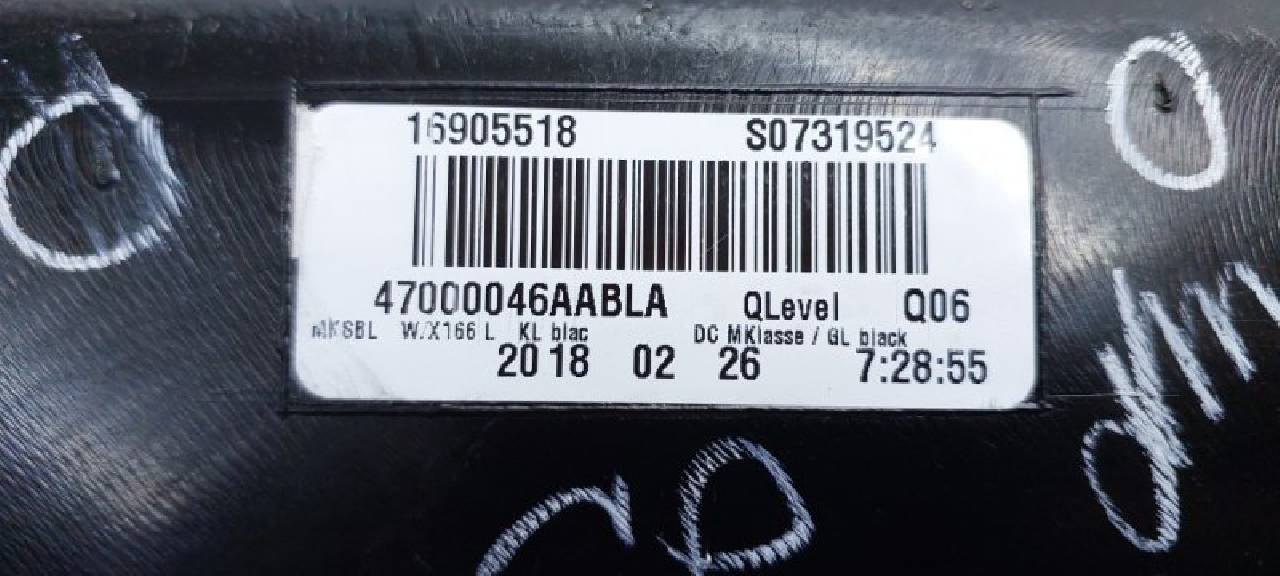 16905518 S07319524
47000046AABLA QLevel Q06
MKSBL W/X166 L KL blac DC MKlasse / GL black
2018 02 26 7:28:55